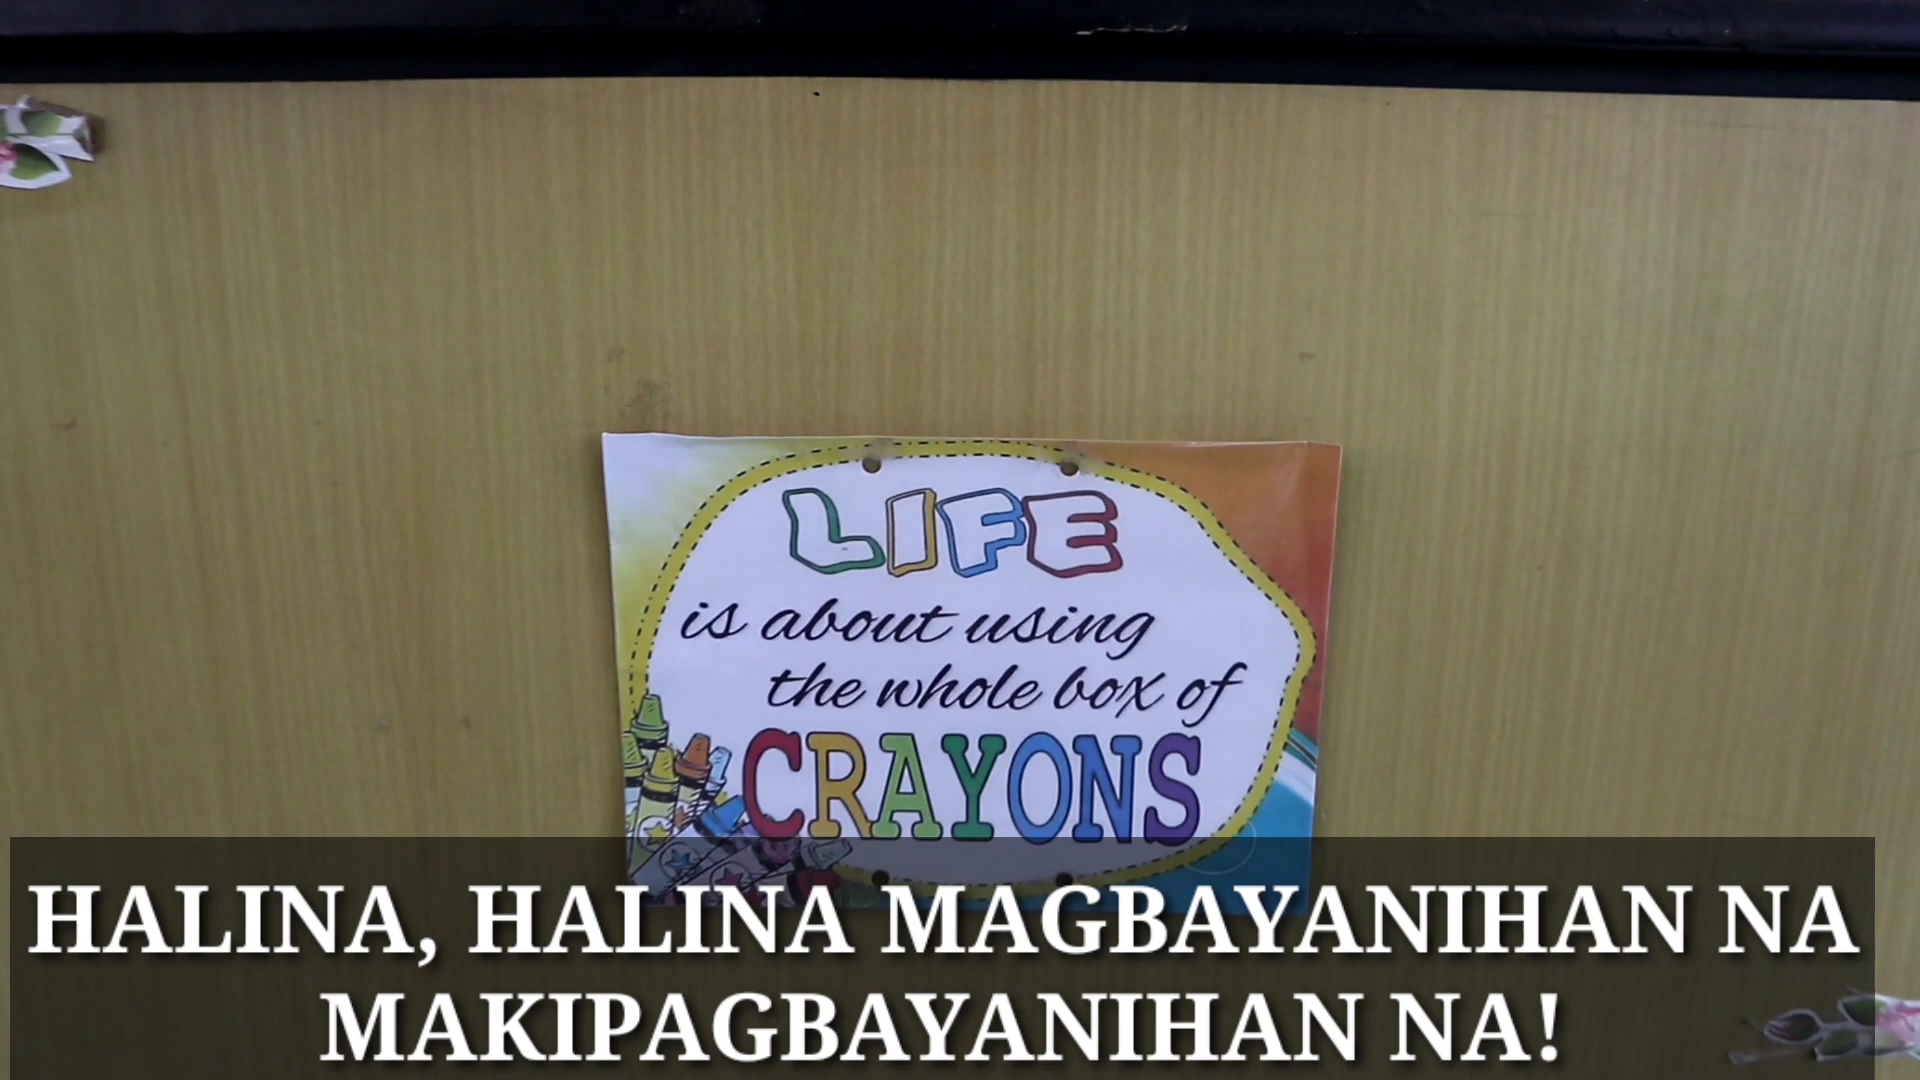 LIFE
is about using
the whole box of
CRAYONS
HALINA, HALINA MAGBAYANIHAN NA
MAKIPAGBAYANIHAN NA!